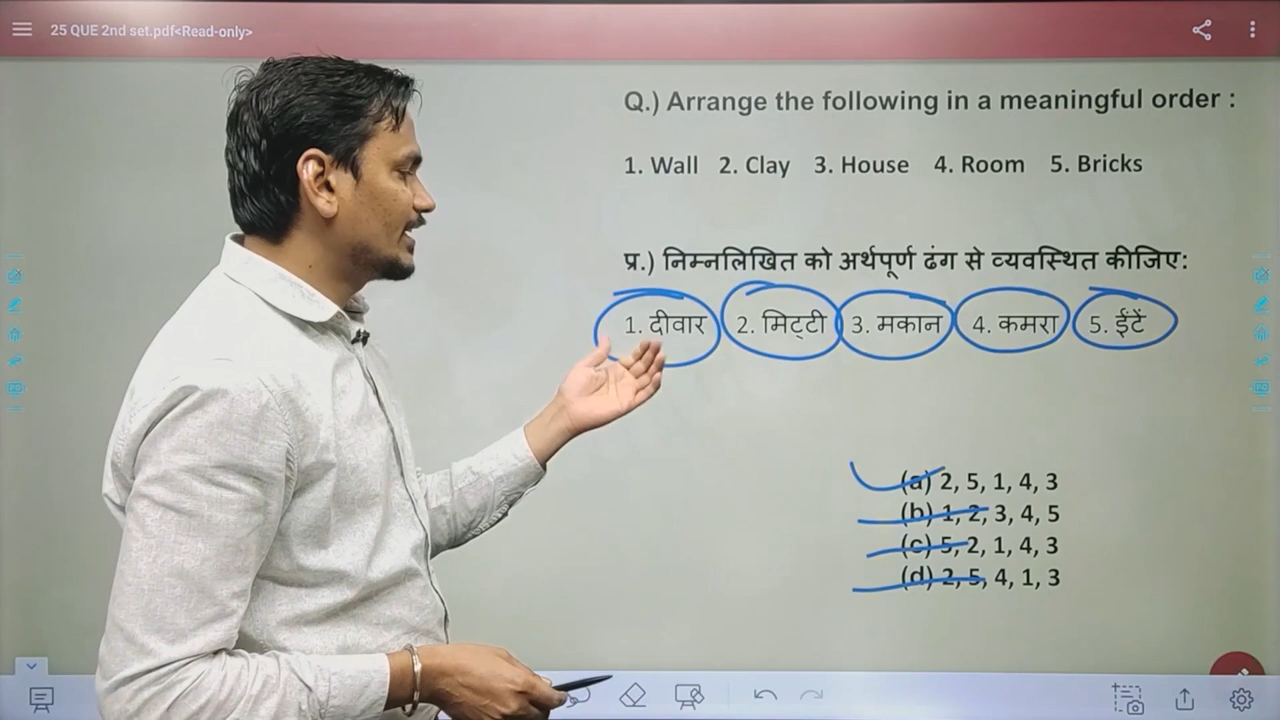 25 QUE 2nd set.pdf<Read-only>
Q.) Arrange the following in a meaningful order :
1. Wall 2. Clay 3. House 4. Room 5. Bricks
प्र.) निम्नलिखित को अर्थपूर्ण ढंग से व्यवस्थित कीजिए:
1. दीवार 2. मिट्टी 3. मकान 4. कमरा 5. ईंटें
(a) 2, 5, 1, 4, 3
(b) 1, 2, 3, 4, 5
(c) 5, 2, 1, 4, 3
(d) 2, 5, 4, 1, 3